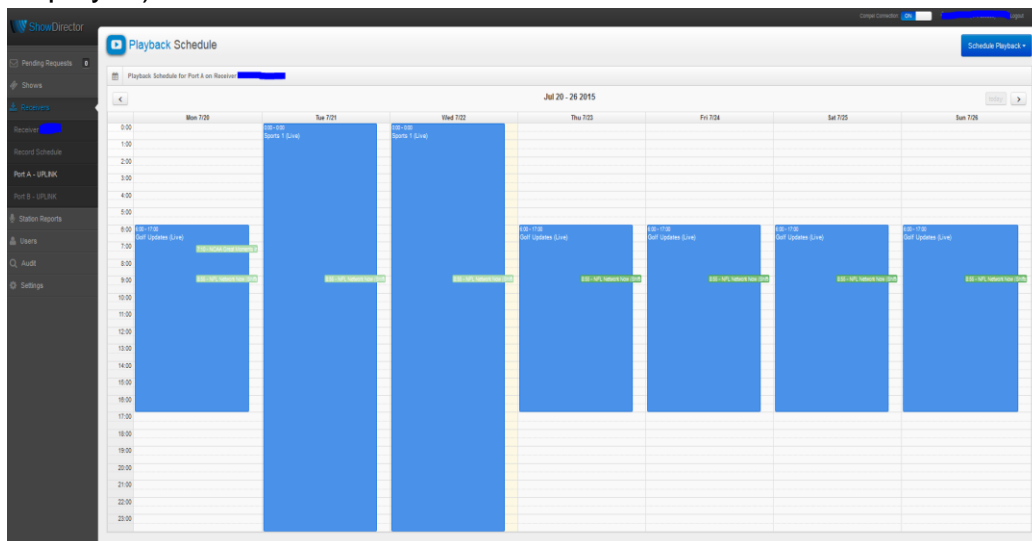 ShowDirector
Compel Connection ON
Logout
Playback Schedule
Schedule Playback
Pending Requests 8
Playback Schedule for Port A on Receiver
Shows
Receivers
Jul 20 - 26 2015
Today
Mon 7/20 Tue 7/21 Wed 7/22 Thu 7/23 Fri 7/24 Sat 7/25 Sun 7/26
Receiver
Record Schedule
Port A - UPLINK
Port B - UPLINK
Station Reports
Users
Audit
Settings
0:00
0:00 - 0:00
Sports 1 (Live)
0:00 - 0:00
Sports 1 (Live)
1:00
2:00
3:00
4:00
5:00
6:00
6:00 - 17:00
Golf Updates (Live)
6:00 - 17:00
Golf Updates (Live)
6:00 - 17:00
Golf Updates (Live)
6:00 - 17:00
Golf Updates (Live)
6:00 - 17:00
Golf Updates (Live)
7:00
8:00
9:00
10:00
11:00
12:00
13:00
14:00
15:00
16:00
17:00
18:00
19:00
20:00
21:00
22:00
23:00